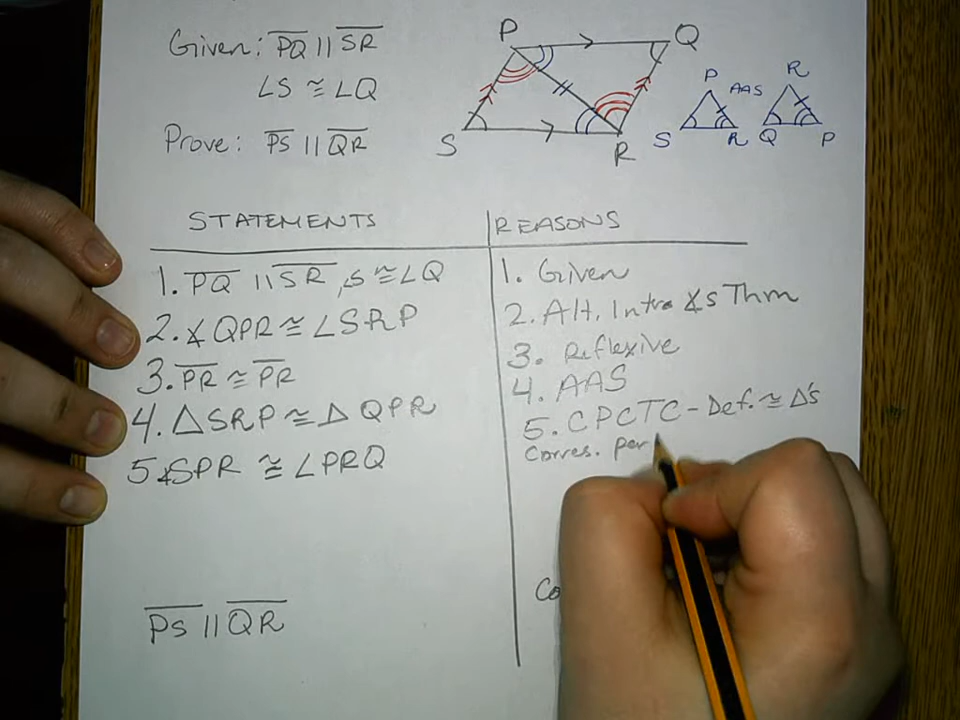 Given: PQ || SR
∠S ≅ ∠Q
Prove: PS || QR
P
Q
S
R
P
AAS
R
S
R
Q
P
STATEMENTS
REASONS
1. PQ || SR, S ≅ ∠Q
1. Given
2. ∡QPR ≅ ∠SRP
2. Alt. Intro ∡s Thm
3. PR ≅ PR
3. Reflexive
4. △SRP ≅ △QPR
4. AAS
5. ∡SPR ≅ ∠PRQ
5. CPCTC - Def. ≅ △'s
Corres. par
PS || QR
Co